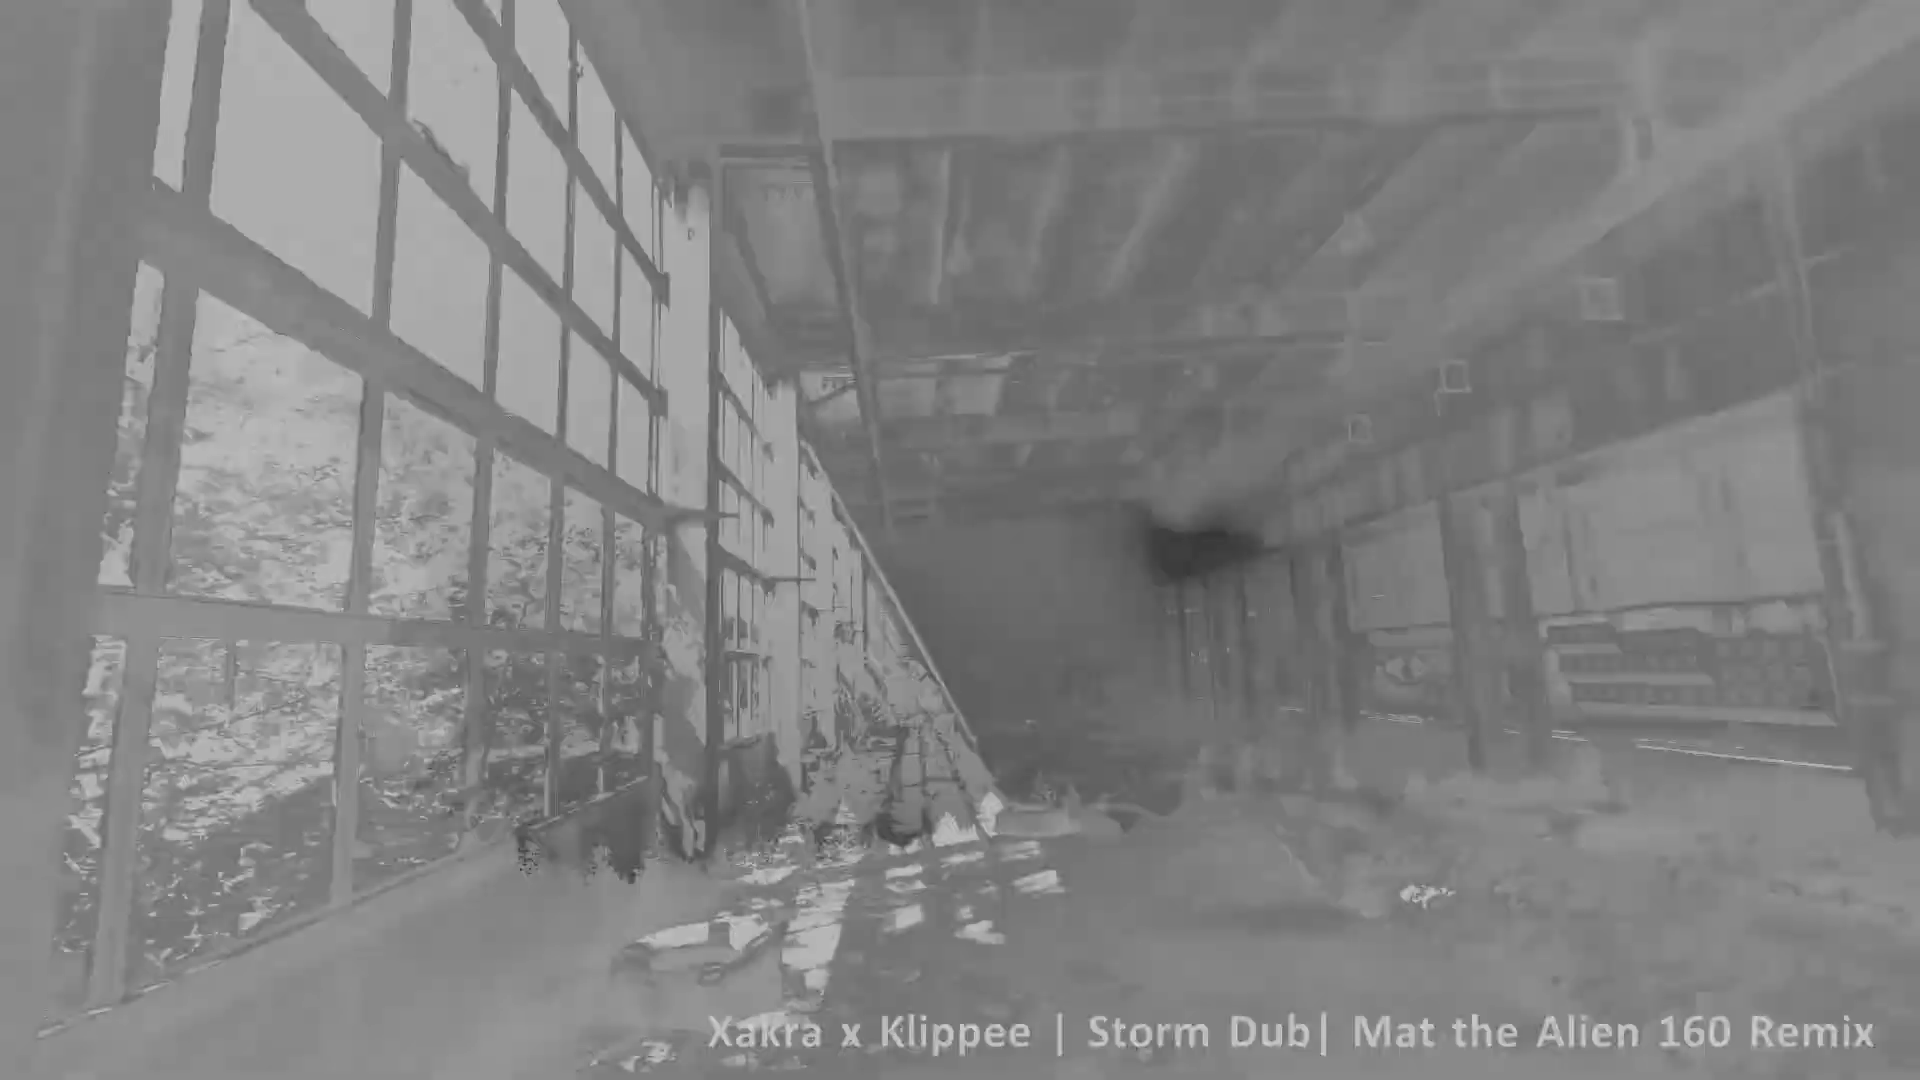 Xakra x Klippee | Storm Dub| Mat the Alien 160 Remix